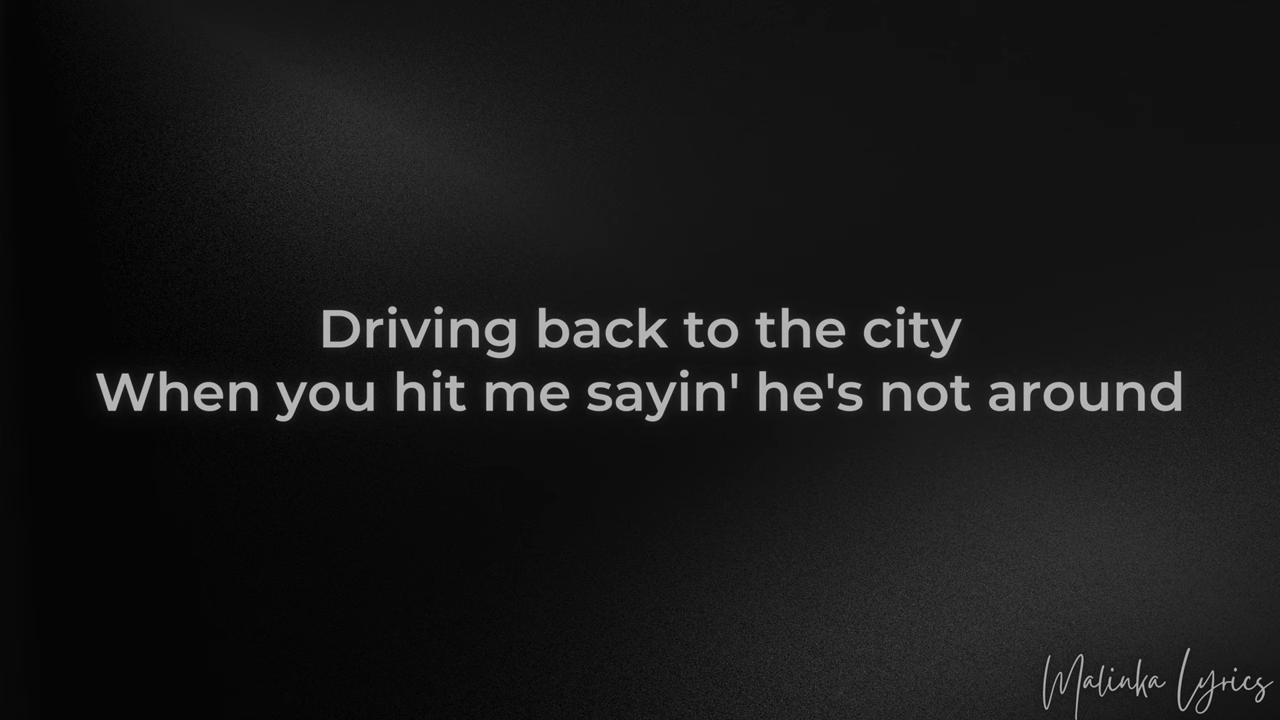 Driving back to the city
When you hit me sayin' he's not around
Malinka Lyrics